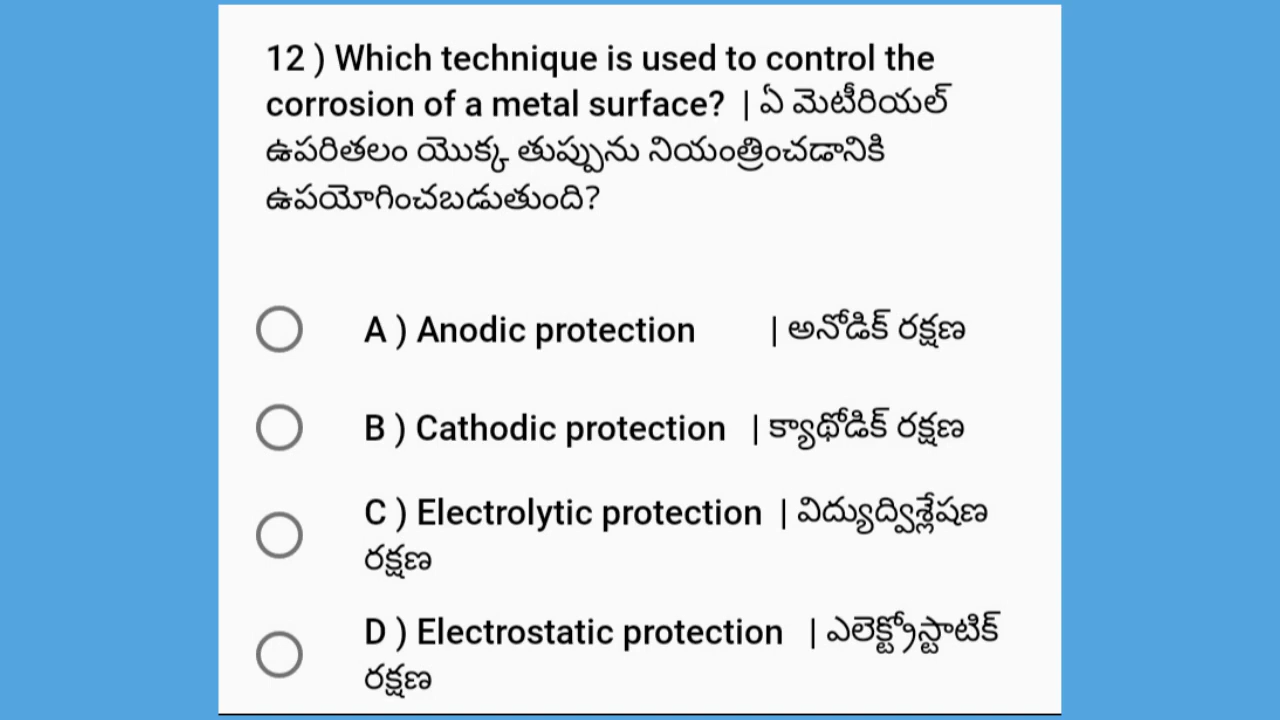 12 ) Which technique is used to control the
corrosion of a metal surface? | ఏ మెటీరియల్
ఉపరితలం యొక్క తుప్పును నియంత్రించడానికి
ఉపయోగించబడుతుంది?
A ) Anodic protection | అనోడిక్ రక్షణ
B ) Cathodic protection | క్యాథోడిక్ రక్షణ
C ) Electrolytic protection | విద్యుద్విశ్లేషణ
రక్షణ
D ) Electrostatic protection | ఎలెక్ట్రోస్టాటిక్
రక్షణ